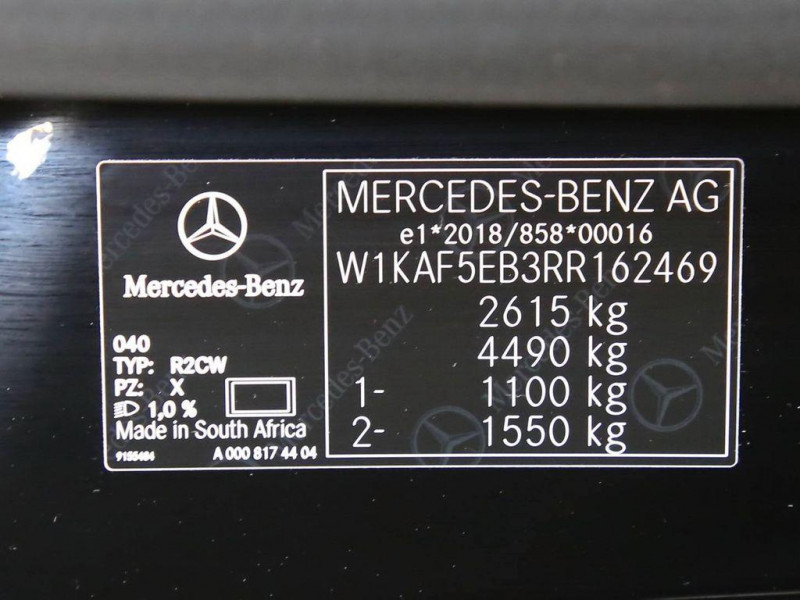 Mercedes-Benz
040
TYP: R2CW
PZ: X
1,0 %
Made in South Africa
9155484 A 000 817 44 04
MERCEDES-BENZ AG
e1*2018/858*00016
W1KAF5EB3RR162469
2615 kg
4490 kg
1- 1100 kg
2- 1550 kg